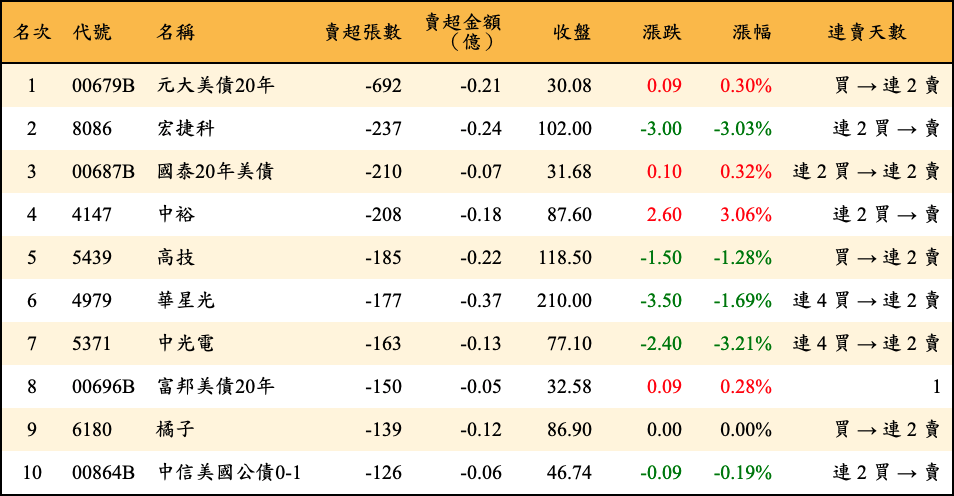 名次 代號 名稱 賣超張數 賣超金額（億） 收盤 漲跌 漲幅 連賣天數
1 00679B 元大美債20年 -692 -0.21 30.08 0.09 0.30% 買 → 連 2 賣
2 8086 宏捷科 -237 -0.24 102.00 -3.00 -3.03% 連 2 買 → 賣
3 00687B 國泰20年美債 -210 -0.07 31.68 0.10 0.32% 連 2 買 → 連 2 賣
4 4147 中裕 -208 -0.18 87.60 2.60 3.06% 連 2 買 → 賣
5 5439 高技 -185 -0.22 118.50 -1.50 -1.28% 買 → 連 2 賣
6 4979 華星光 -177 -0.37 210.00 -3.50 -1.69% 連 4 買 → 連 2 賣
7 5371 中光電 -163 -0.13 77.10 -2.40 -3.21% 連 4 買 → 連 2 賣
8 00696B 富邦美債20年 -150 -0.05 32.58 0.09 0.28% 1
9 6180 橘子 -139 -0.12 86.90 0.00 0.00% 買 → 連 2 賣
10 00864B 中信美國公債0-1 -126 -0.06 46.74 -0.09 -0.19% 連 2 買 → 賣